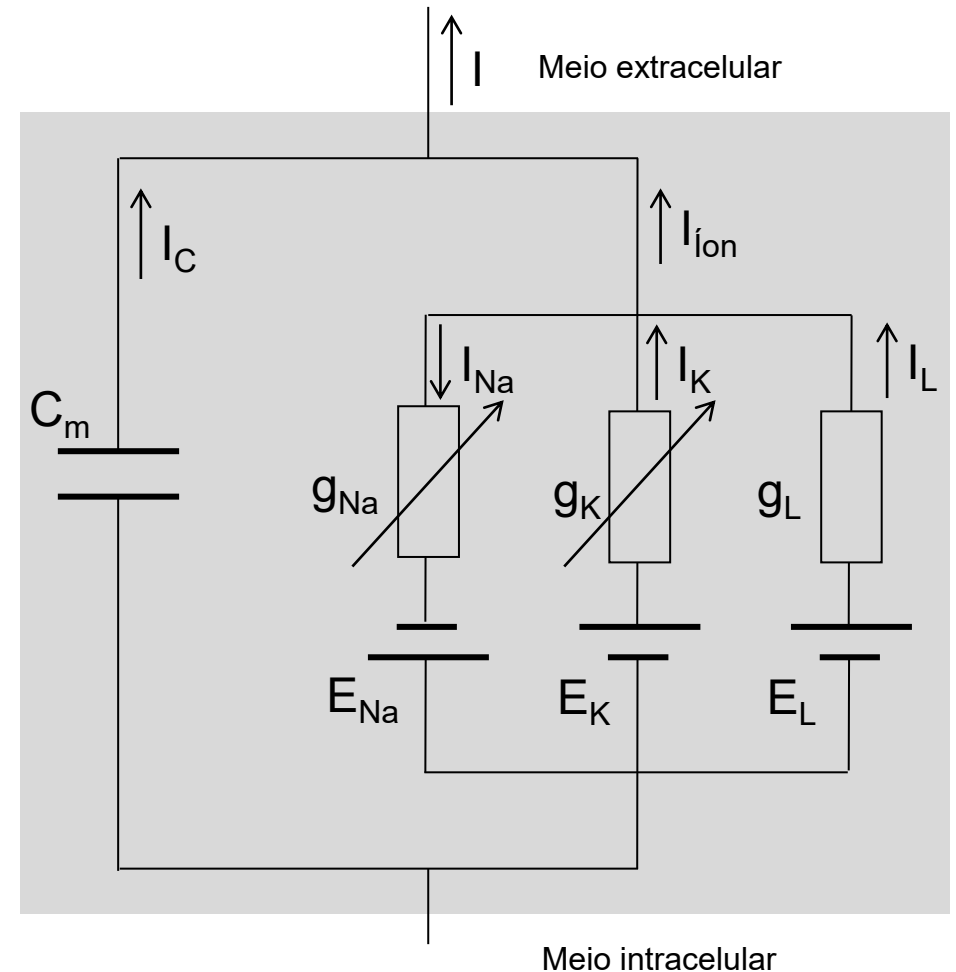 I
Meio extracelular
I_C
I_Íon
I_Na
I_K
I_L
C_m
g_Na
g_K
g_L
E_Na
E_K
E_L
Meio intracelular